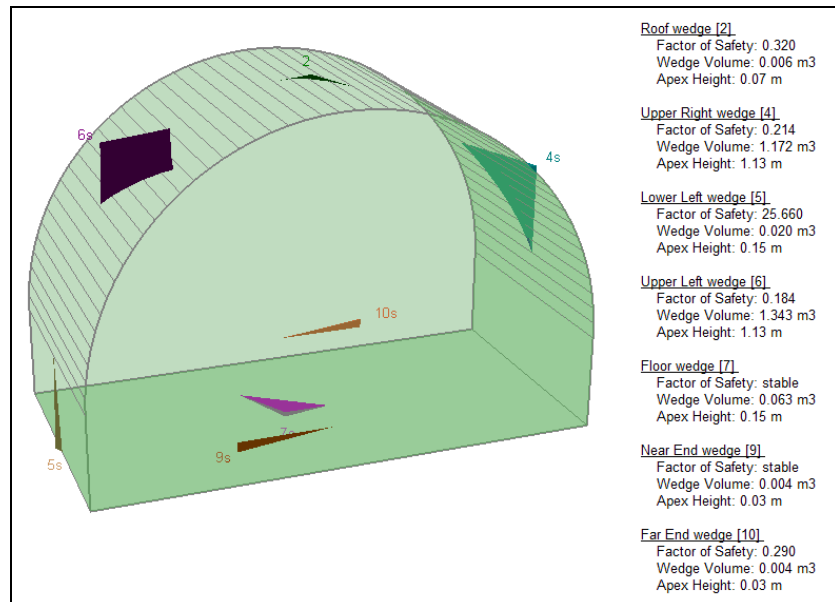 2
6s
4s
10s
7s
9s
5s
Roof wedge [2]
Factor of Safety: 0.320
Wedge Volume: 0.006 m3
Apex Height: 0.07 m
Upper Right wedge [4]
Factor of Safety: 0.214
Wedge Volume: 1.172 m3
Apex Height: 1.13 m
Lower Left wedge [5]
Factor of Safety: 25.660
Wedge Volume: 0.020 m3
Apex Height: 0.15 m
Upper Left wedge [6]
Factor of Safety: 0.184
Wedge Volume: 1.343 m3
Apex Height: 1.13 m
Floor wedge [7]
Factor of Safety: stable
Wedge Volume: 0.063 m3
Apex Height: 0.15 m
Near End wedge [9]
Factor of Safety: stable
Wedge Volume: 0.004 m3
Apex Height: 0.03 m
Far End wedge [10]
Factor of Safety: 0.290
Wedge Volume: 0.004 m3
Apex Height: 0.03 m